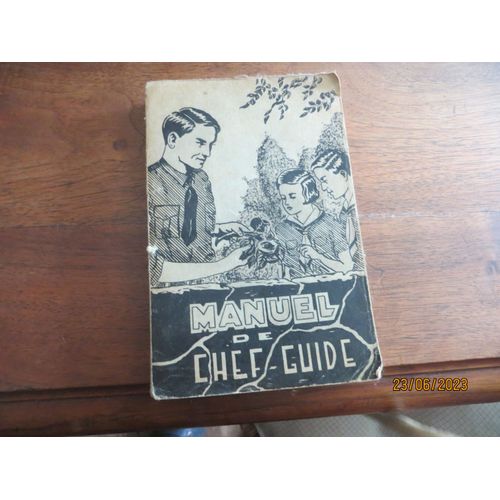 MANUEL
DE
CHEF-GUIDE
23/06/2023